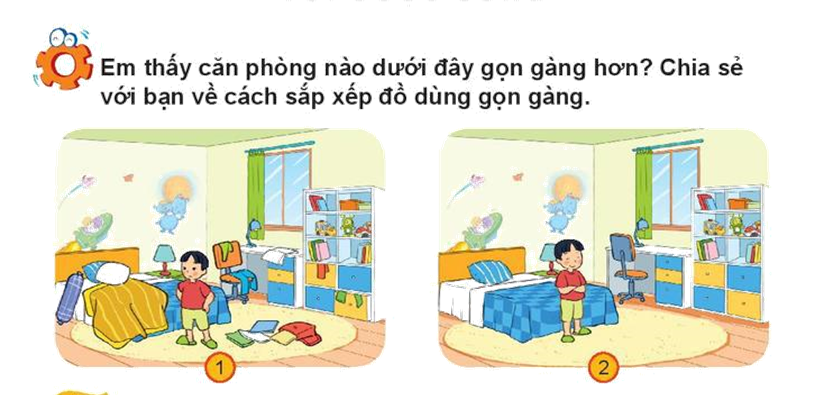 Em thấy căn phòng nào dưới đây gọn gàng hơn? Chia sẻ
với bạn về cách sắp xếp đồ dùng gọn gàng.
1
2